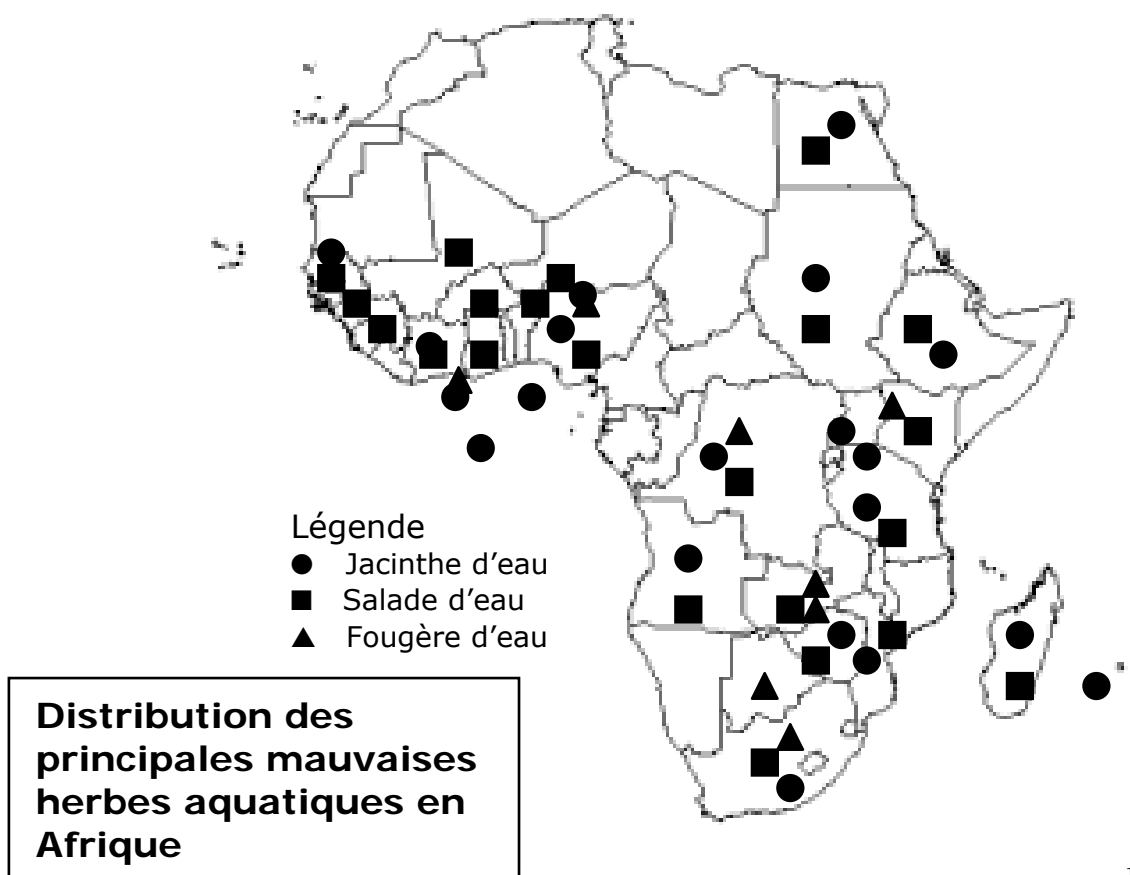 Légende
Jacinthe d'eau
Salade d'eau
Fougère d'eau
Distribution des
principales mauvaises
herbes aquatiques en
Afrique